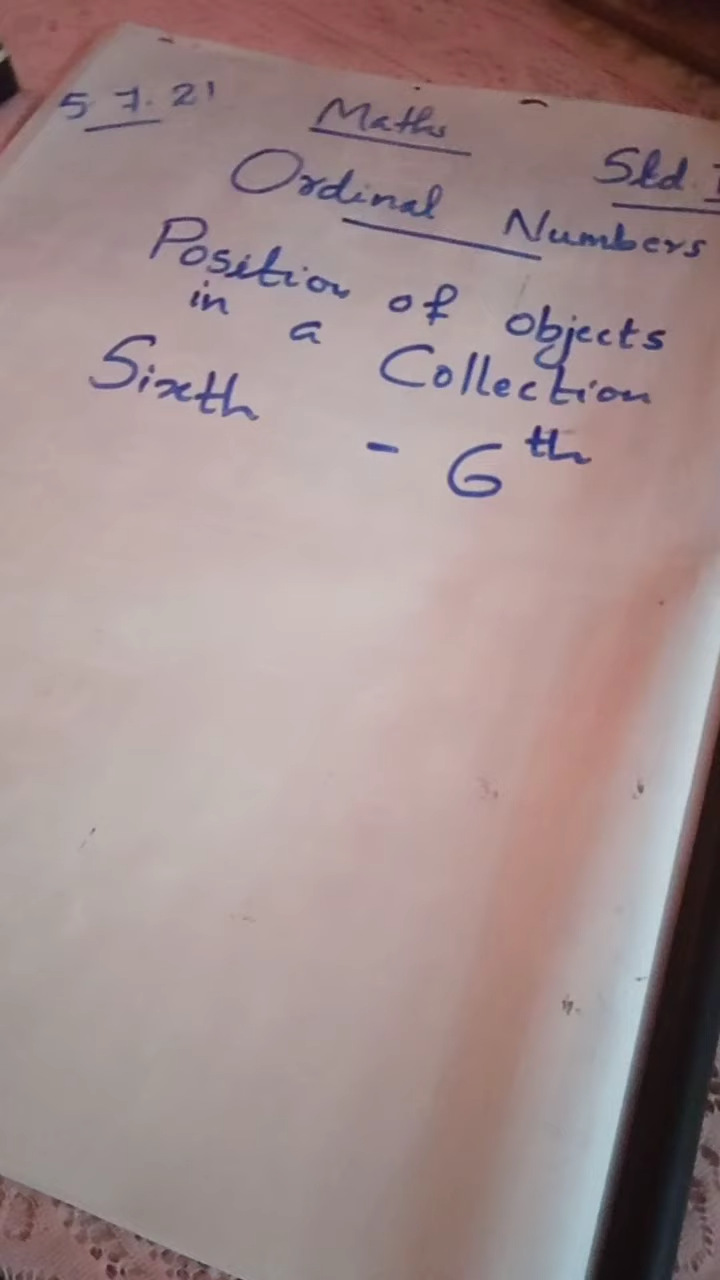 5.7.21 Maths Std I
Ordinal Numbers
Position of objects
in a Collection
Sixth - 6th